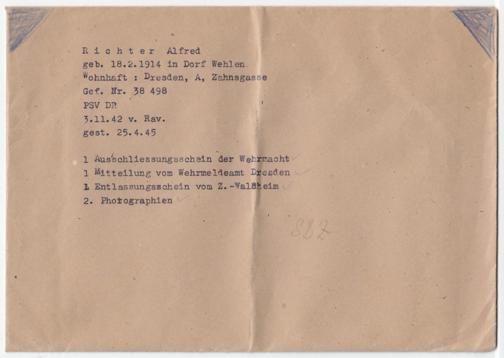 R i c h t e r Alfred
geb. 18.2.1914 in Dorf Wehlen
Wohnhaft : Dresden, A, Zahnsgasse
Gef. Nr. 38 498
PSV DR
3.11.42 v. Rav.
gest. 25.4.45
1 Ausschliessungsschein der Wehrmacht
1 Mitteilung vom Wehrmeldeamt Dresden
1 Entlassungsschein vom Z.-Waldheim
2. Photographien